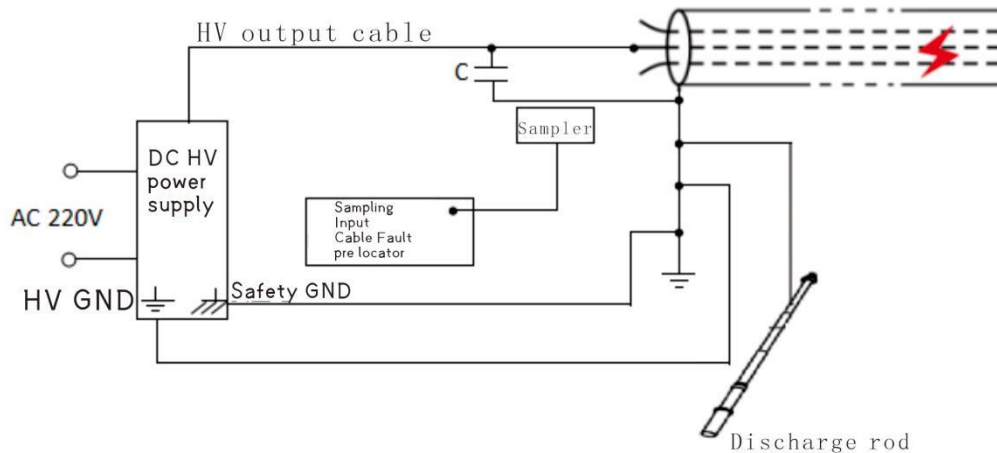 HV output cable
C
Sampler
DC HV
power
supply
AC 220V
Sampling
Input
Cable Fault
pre locator
HV GND
Safety GND
Discharge rod